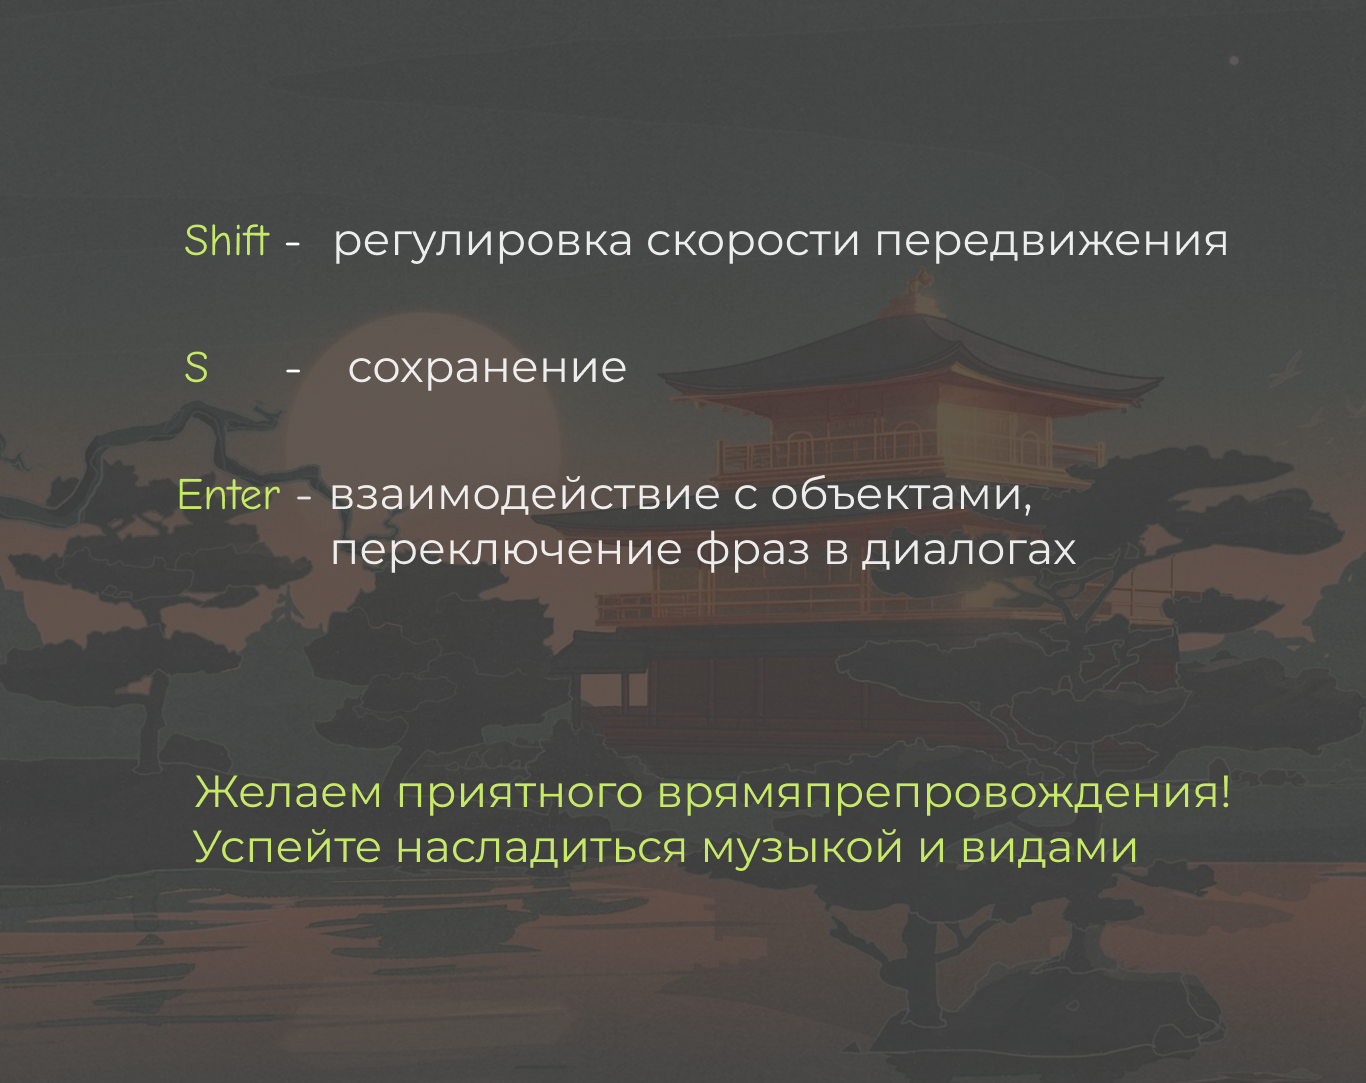 Shift - регулировка скорости передвижения
S - сохранение
Enter - взаимодействие с объектами,
переключение фраз в диалогах
Желаем приятного врямяпрепровождения!
Успейте насладиться музыкой и видами